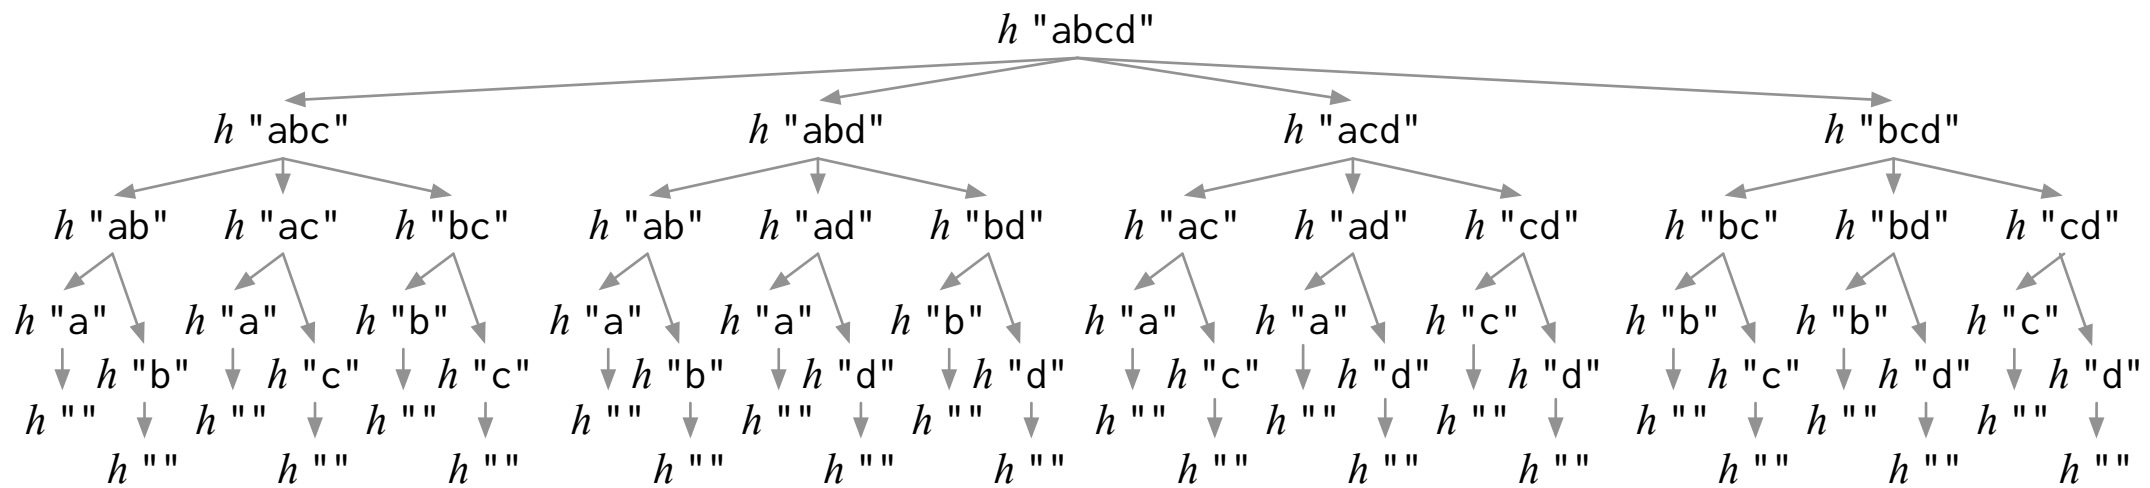 h "abcd"
h "abc" h "abd" h "acd" h "bcd"
h "ab" h "ac" h "bc" h "ab" h "ad" h "bd" h "ac" h "ad" h "cd" h "bc" h "bd" h "cd"
h "a" h "a" h "b" h "a" h "a" h "b" h "a" h "a" h "c" h "b" h "b" h "c"
h "b" h "c" h "c" h "b" h "d" h "d" h "c" h "d" h "d" h "c" h "d" h "d"
h "" h "" h "" h "" h "" h "" h "" h "" h "" h "" h "" h ""
h "" h "" h "" h "" h "" h "" h "" h "" h "" h "" h "" h ""